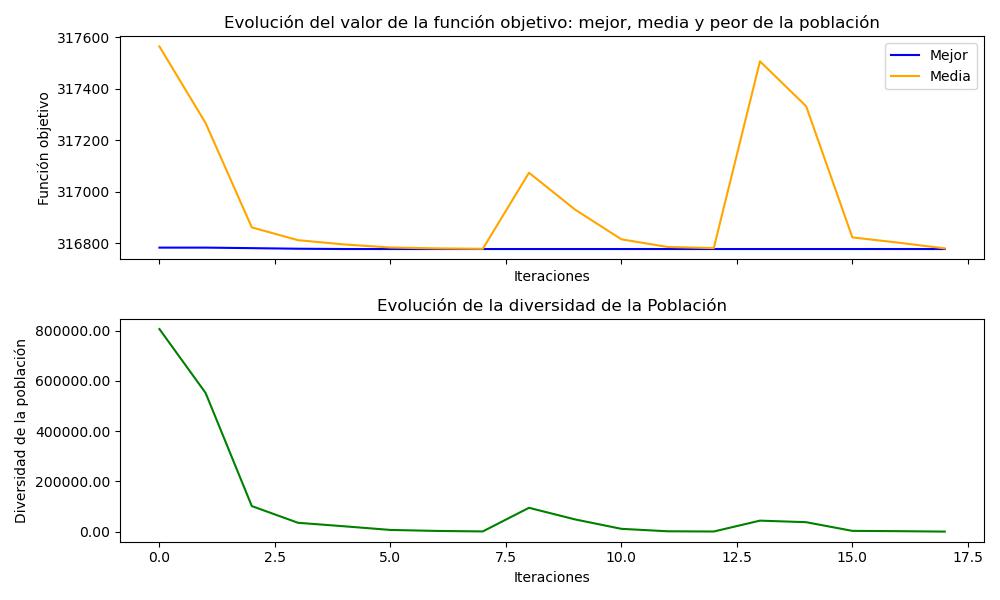 Evolución del valor de la función objetivo: mejor, media y peor de la población
317600
317400
317200
317000
316800
Función objetivo
Mejor
Media
Iteraciones
Evolución de la diversidad de la Población
800000.00
600000.00
400000.00
200000.00
0.00
Diversidad de la población
0.0 2.5 5.0 7.5 10.0 12.5 15.0 17.5
Iteraciones